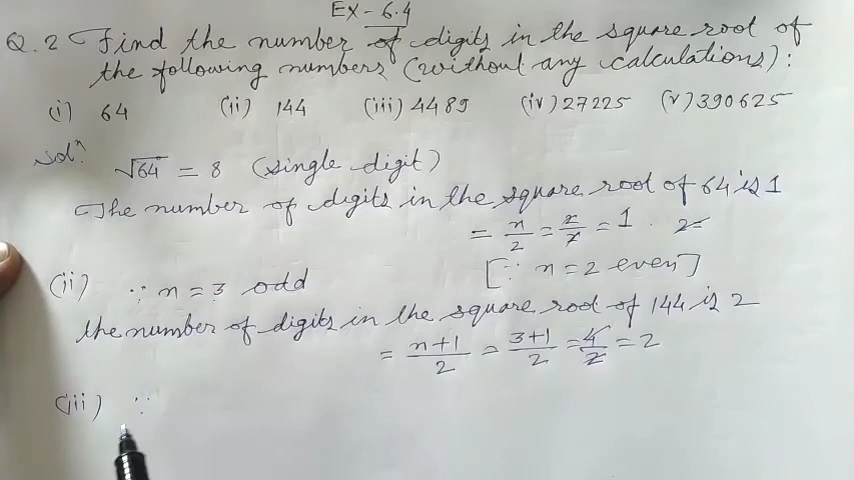 Ex - 6.4
Q.2 Find the number of digits in the square root of
the following numbers (without any calculations):
(i) 64 (ii) 144 (iii) 4489 (iv) 27225 (v) 390625
Solⁿ. √64 = 8 (single digit)
The number of digits in the square root of 64 is 1
= n/2 = 2/2 = 1.
[∵ n = 2 even]
(ii) ∵ n = 3 odd
the number of digits in the square root of 144 is 2
= n+1/2 = 3+1/2 = 4/2 = 2
(iii) ∵